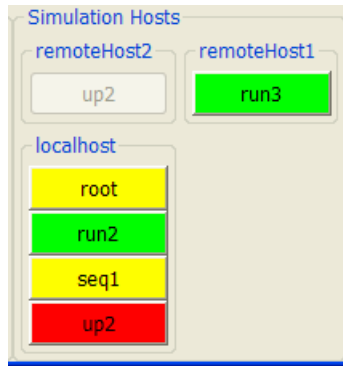 Simulation Hosts
remoteHost2
remoteHost1
up2
run3
localhost
root
run2
seq1
up2